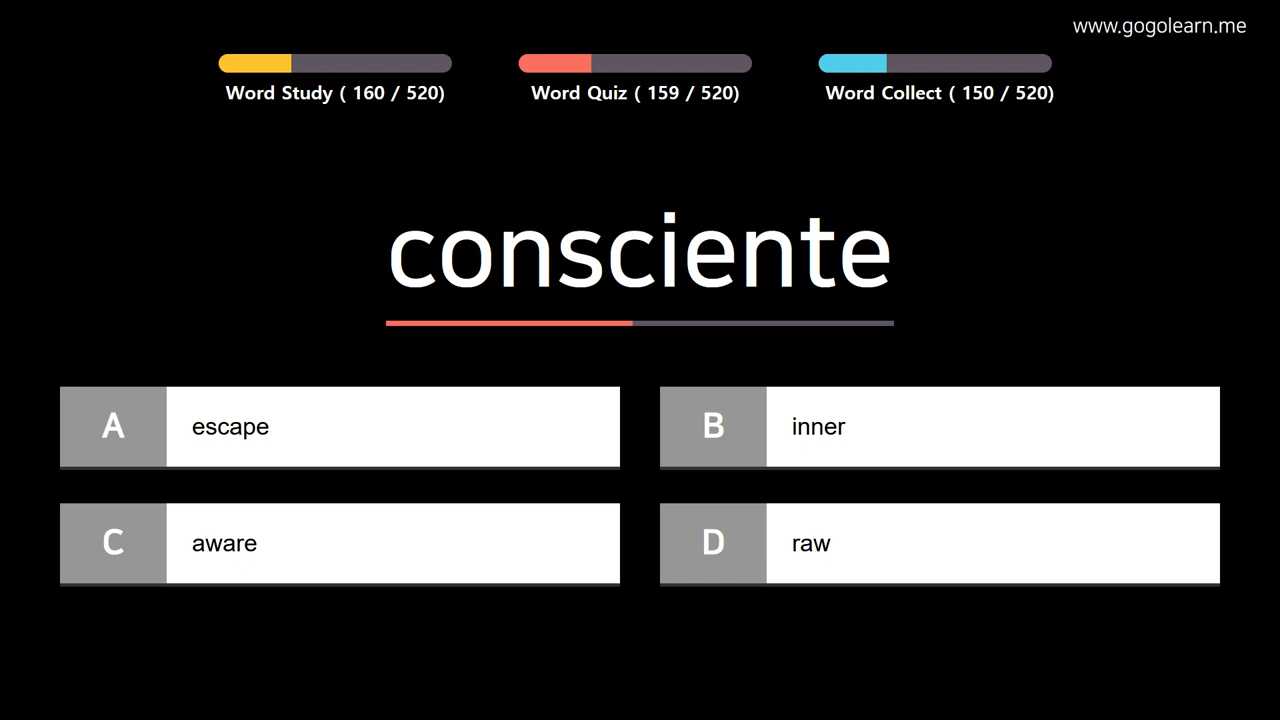 www.gogolearn.me
Word Study ( 160 / 520)
Word Quiz ( 159 / 520)
Word Collect ( 150 / 520)
consciente
A escape
B inner
C aware
D raw